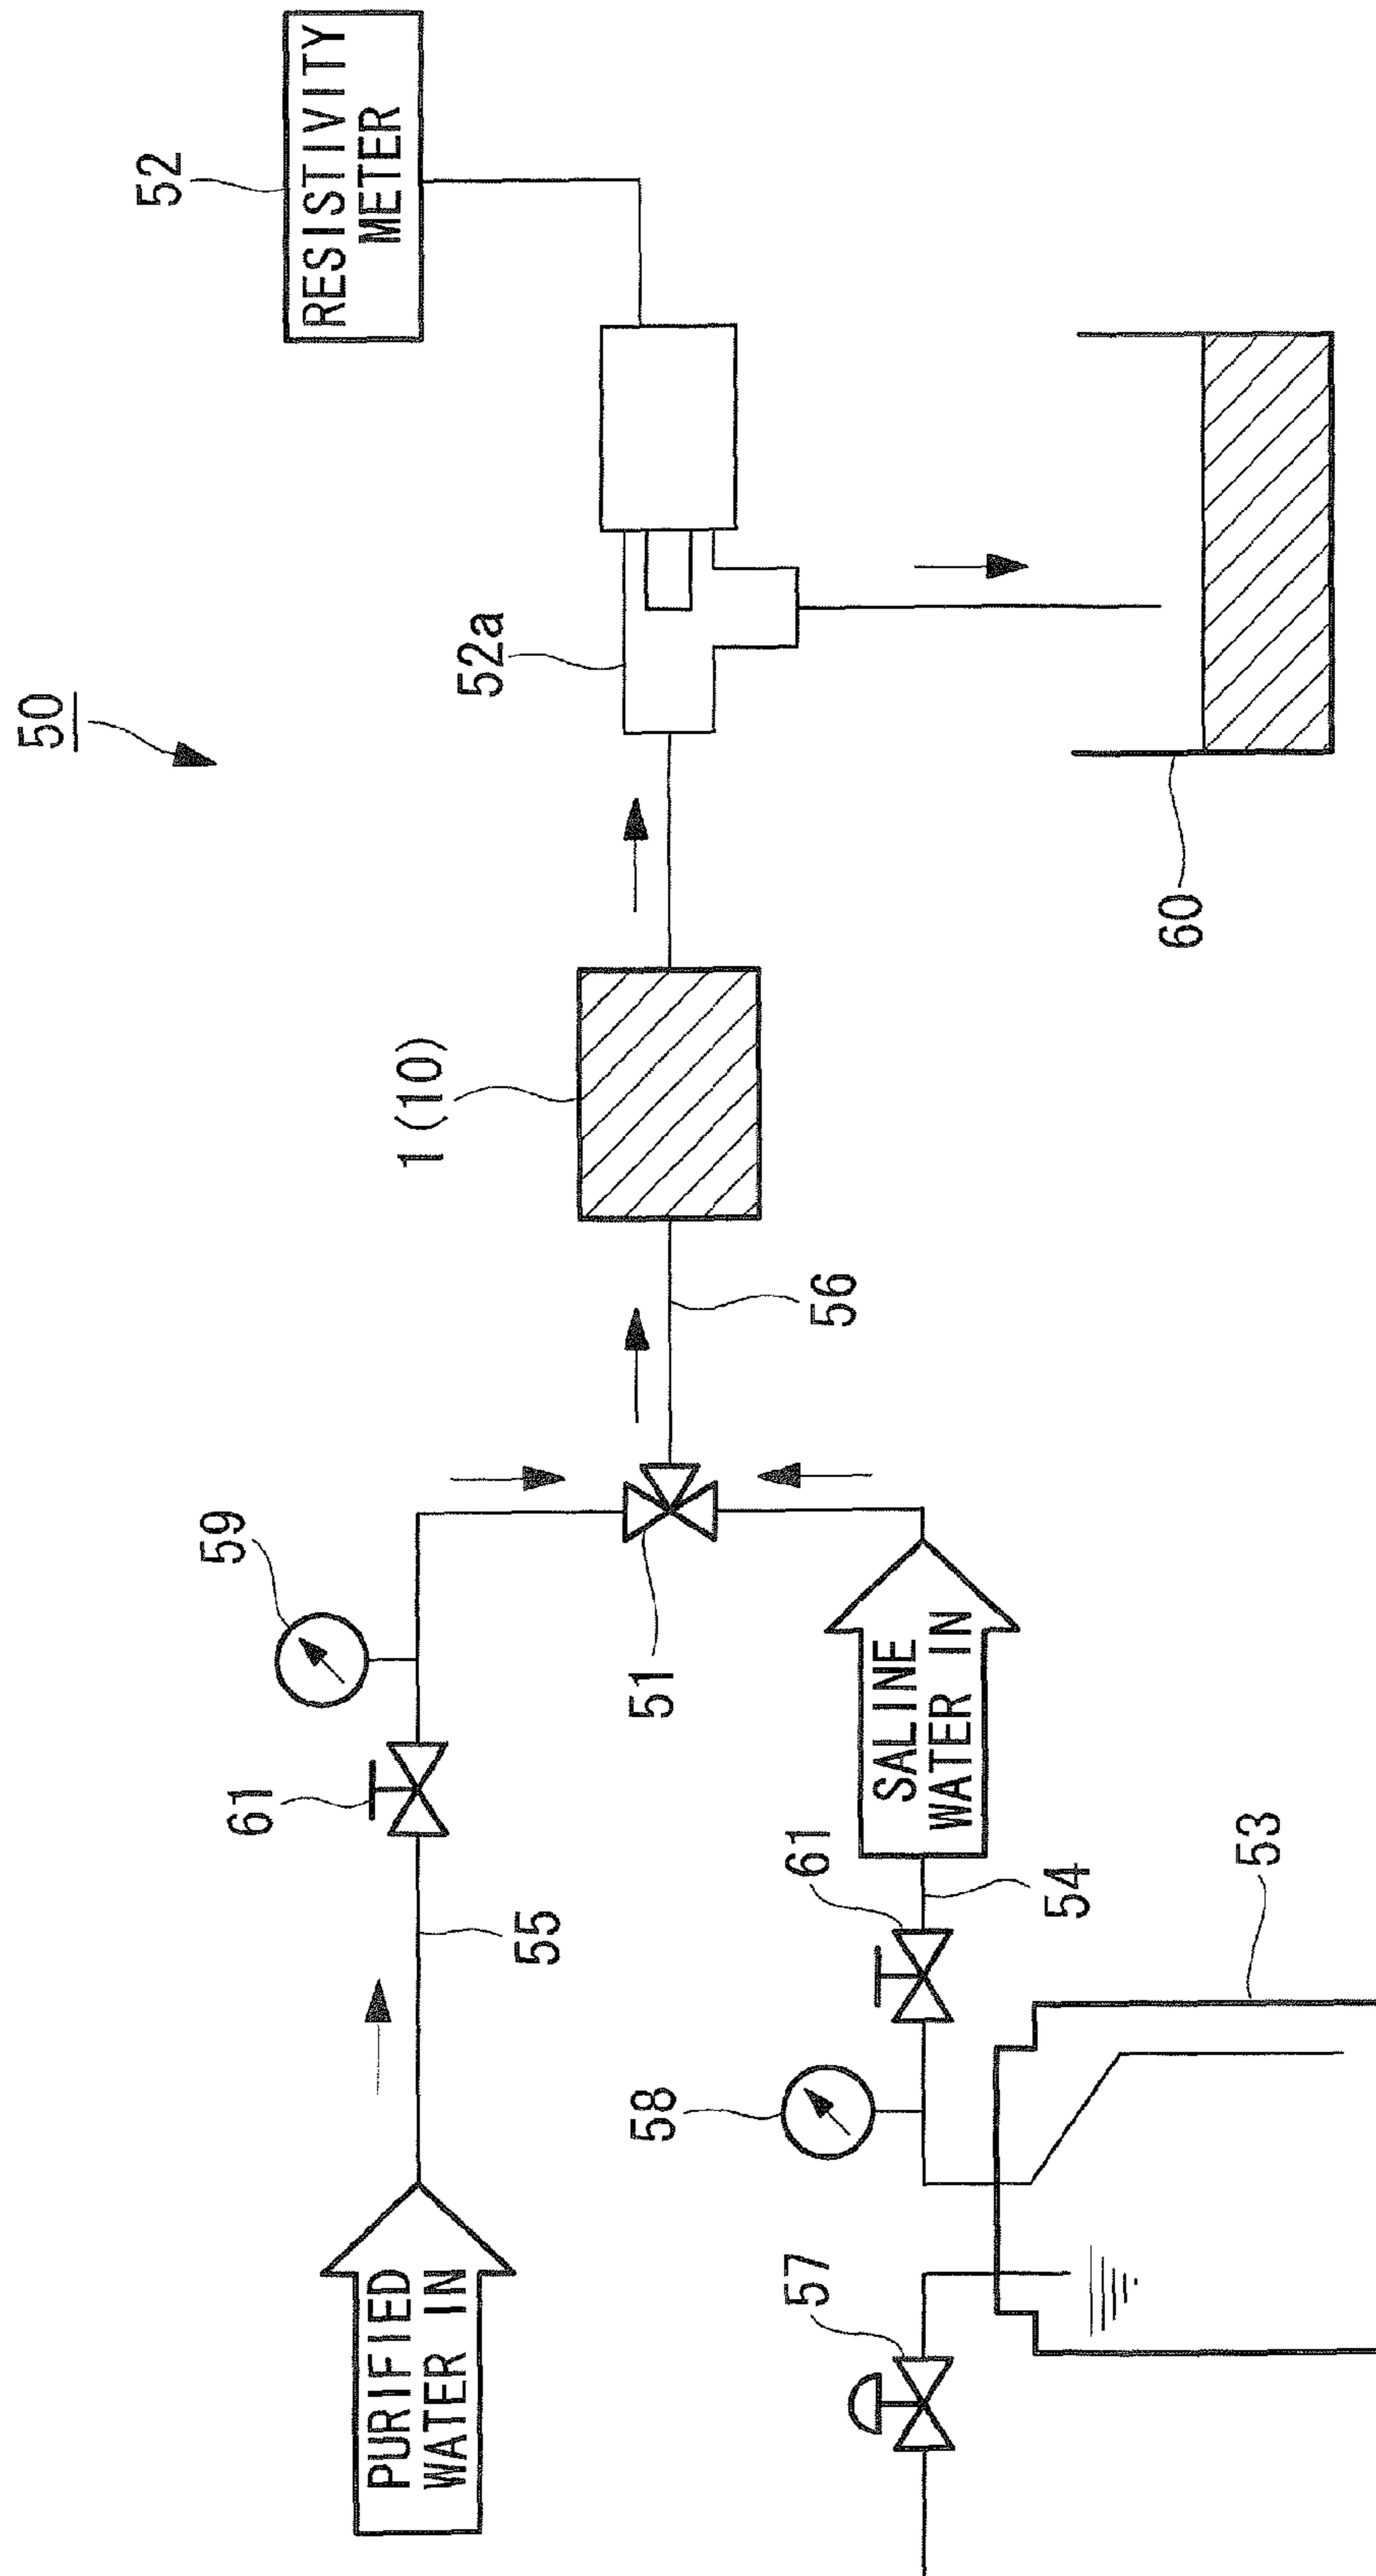 50
52
RESISTIVITY
METER
52a
1(10)
60
56
59
51
61
55
PURIFIED
WATER IN
SALINE
WATER IN
61
54
53
58
57